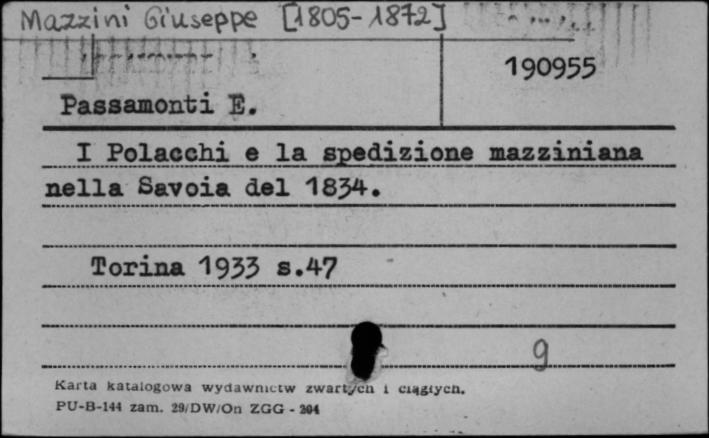 Mazzini Giuseppe [1805-1872]
190955
Passamonti E.
I Polacchi e la spedizione mazziniana
nella Savoia del 1834.
Torina 1933 s.47
9
Karta katalogowa wydawnictw zwartych i ciągłych.
PU-B-144 zam. 29/DW/On ZGG - 204